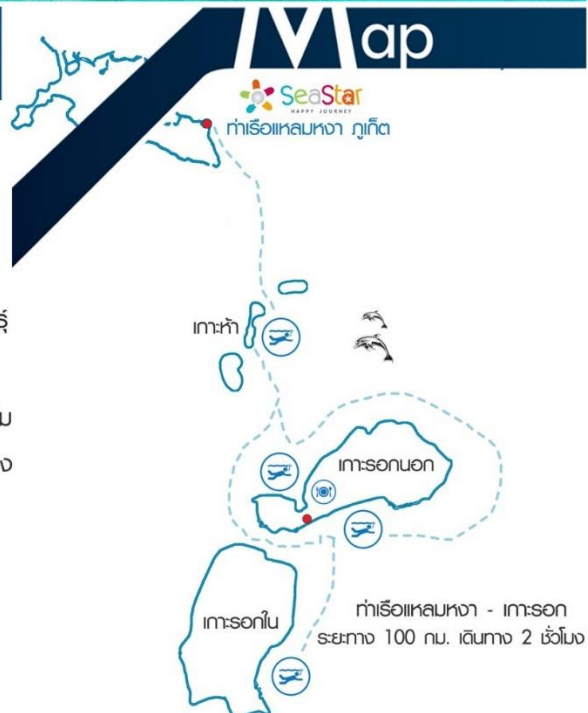 Map
SeaStar
HAPPY JOURNEY
ท่าเรือแหลมหงา ภูเก็ต
เกาะห้า
เกาะรอกนอก
เกาะรอกใน
ท่าเรือแหลมหงา - เกาะรอก
ระยะทาง 100 กม. เดินทาง 2 ชั่วโมง